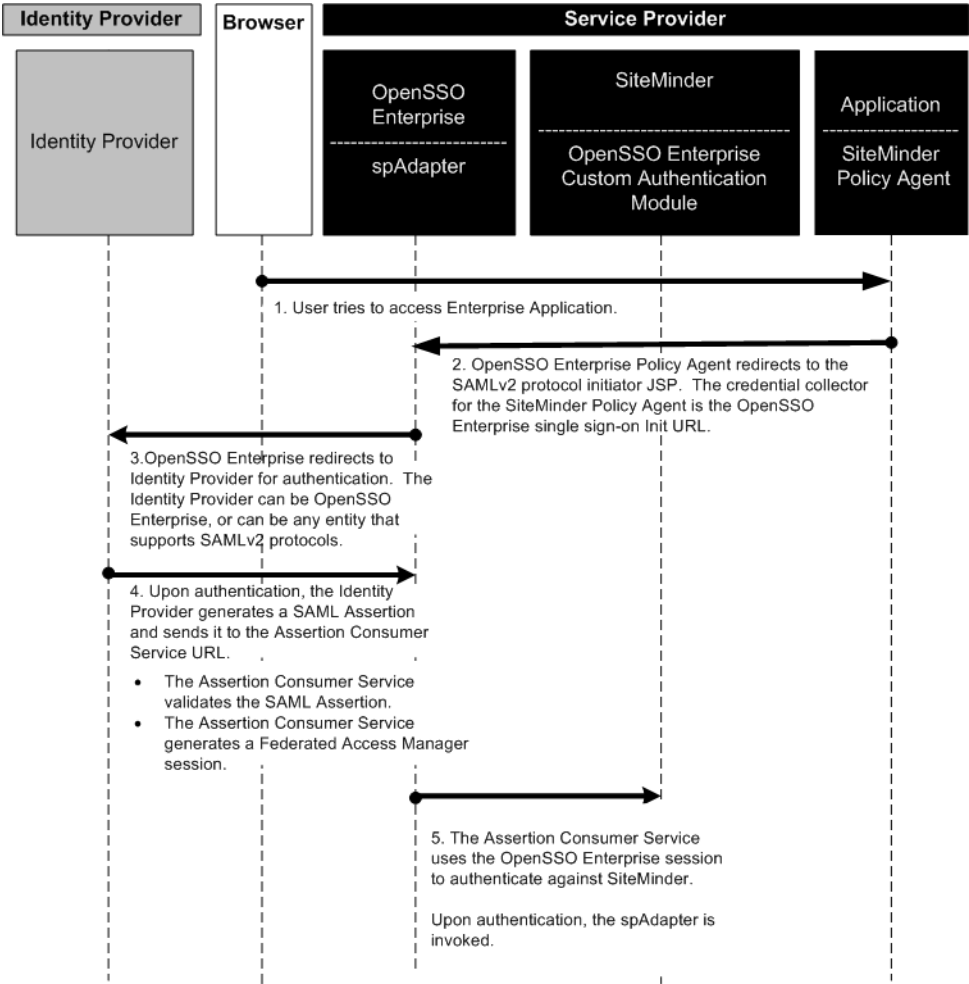 Identity Provider
Browser
Service Provider
Identity Provider
OpenSSO
Enterprise
spAdapter
SiteMinder
OpenSSO Enterprise
Custom Authentication
Module
Application
SiteMinder
Policy Agent
1. User tries to access Enterprise Application.
2. OpenSSO Enterprise Policy Agent redirects to the
SAMLv2 protocol initiator JSP.  The credential collector
for the SiteMinder Policy Agent is the OpenSSO
Enterprise single sign-on Init URL.
3.OpenSSO Enterprise redirects to
Identity Provider for authentication.  The
Identity Provider can be OpenSSO
Enterprise, or can be any entity that
supports SAMLv2 protocols.
4. Upon authentication, the Identity
Provider generates a SAML Assertion
and sends it to the Assertion Consumer
Service URL.
• The Assertion Consumer Service
validates the SAML Assertion.
• The Assertion Consumer Service
generates a Federated Access Manager
session.
5. The Assertion Consumer Service
uses the OpenSSO Enterprise session
to authenticate against SiteMinder.
Upon authentication, the spAdapter is
invoked.